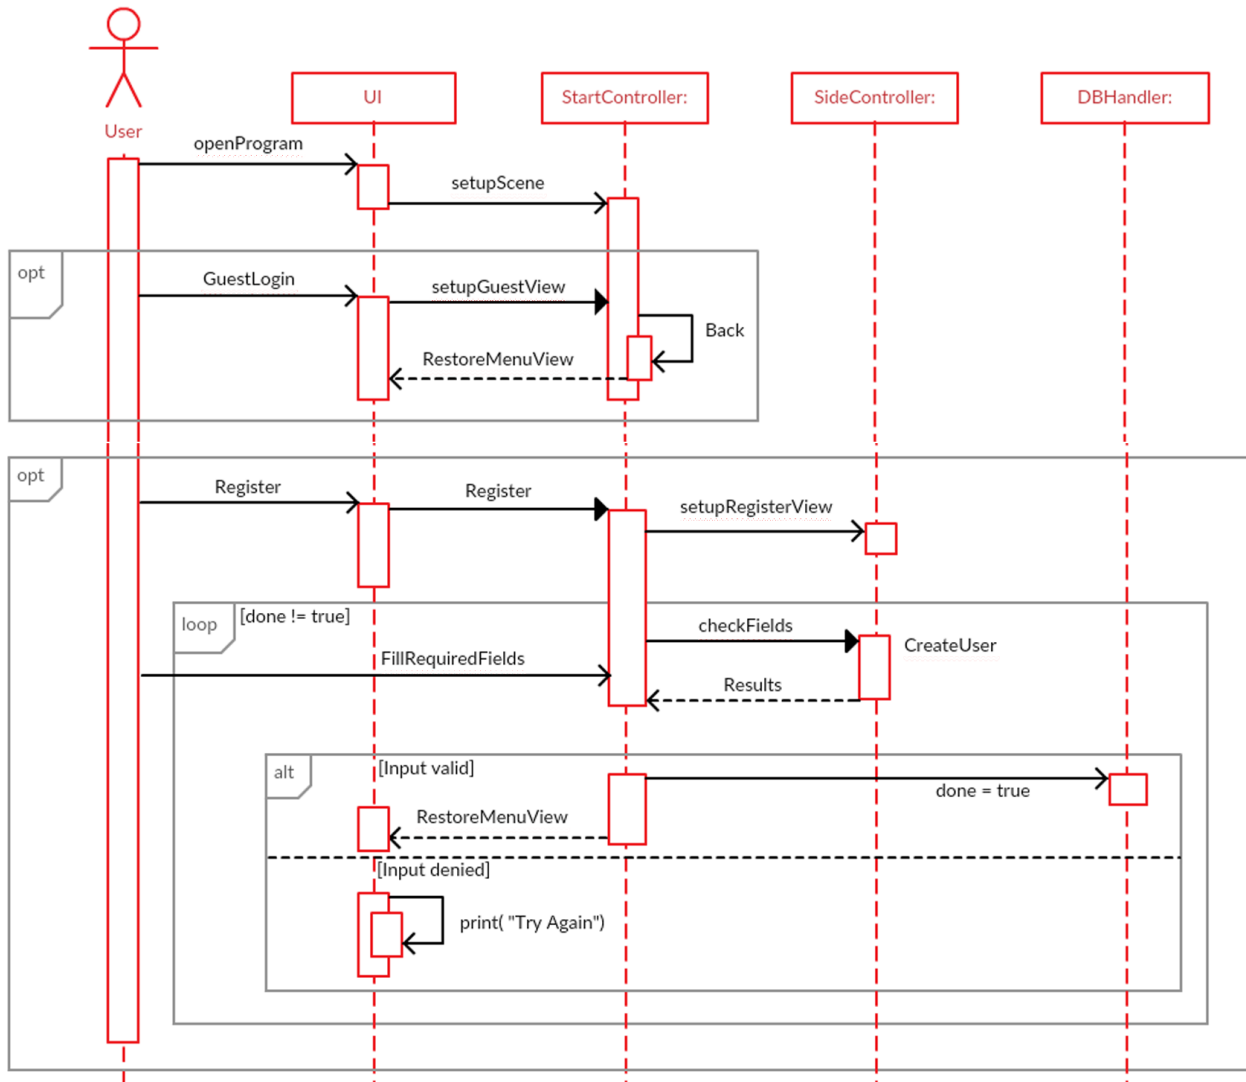 User
UI
StartController:
SideController:
DBHandler:
openProgram
setupScene
opt
GuestLogin
setupGuestView
Back
RestoreMenuView
opt
Register
Register
setupRegisterView
loop
[done != true]
checkFields
CreateUser
FillRequiredFields
Results
alt
[Input valid]
done = true
RestoreMenuView
[Input denied]
print( "Try Again")